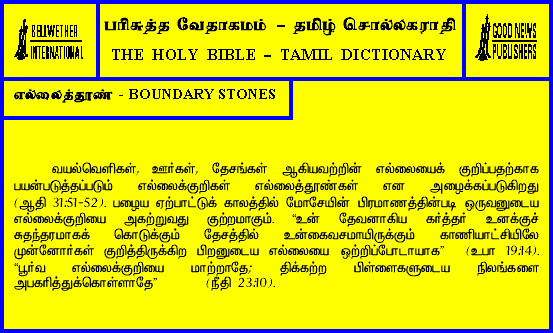 BELLWETHER
INTERNATIONAL
பரிசுத்த வேதாகமம் – தமிழ் சொல்லகராதி
THE HOLY BIBLE – TAMIL DICTIONARY
GOOD NEWS
PUBLISHERS
எல்லைத்தூண் - BOUNDARY STONES
வயல்வெளிகள், ஊர்கள், தேசங்கள் ஆகியவற்றின் எல்லையைக் குறிப்பதற்காக
பயன்படுத்தப்படும் எல்லைக்குறிகள் எல்லைத்தூண்கள் என அழைக்கப்படுகிறது
(ஆதி 31:51-52). பழைய ஏற்பாட்டுக் காலத்தில் மோசேயின் பிரமாணத்தின்படி ஒருவனுடைய
எல்லைக்குறியை அகற்றுவது குற்றமாகும். “உன் தேவனாகிய கர்த்தர் உனக்குச்
சுதந்தரமாகக் கொடுக்கும் தேசத்தில் உன்கைவசமாயிருக்கும் காணியாட்சியிலே
முன்னோர்கள் குறித்திருக்கிற பிறனுடைய எல்லையை ஒற்றிப்போடாயாக” (உபா 19:14).
“பூர்வ எல்லைக்குறியை மாற்றாதே; திக்கற்ற பிள்ளைகளுடைய நிலங்களை
அபகரித்துக்கொள்ளாதே” (நீதி 23:10).